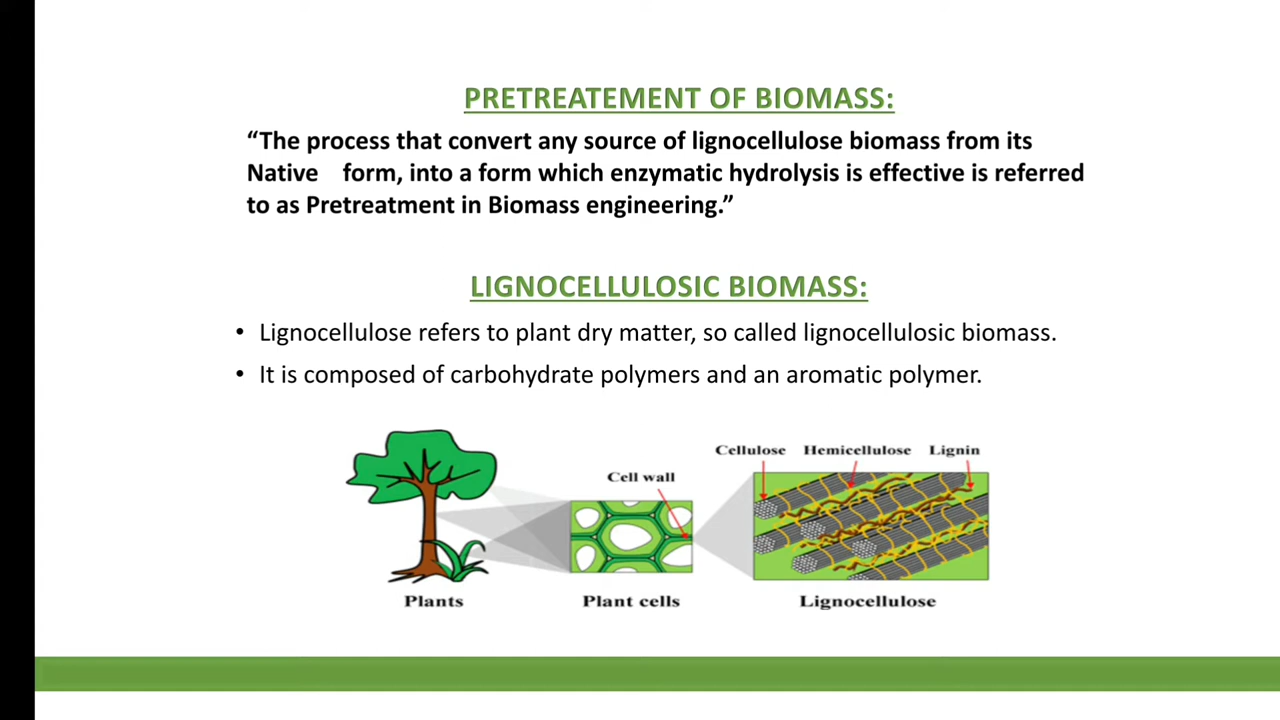 PRETREATEMENT OF BIOMASS:
“The process that convert any source of lignocellulose biomass from its
Native form, into a form which enzymatic hydrolysis is effective is referred
to as Pretreatment in Biomass engineering.”
LIGNOCELLULOSIC BIOMASS:
• Lignocellulose refers to plant dry matter, so called lignocellulosic biomass.
• It is composed of carbohydrate polymers and an aromatic polymer.
Cellulose Hemicellulose Lignin
Cell wall
Plants Plant cells Lignocellulose